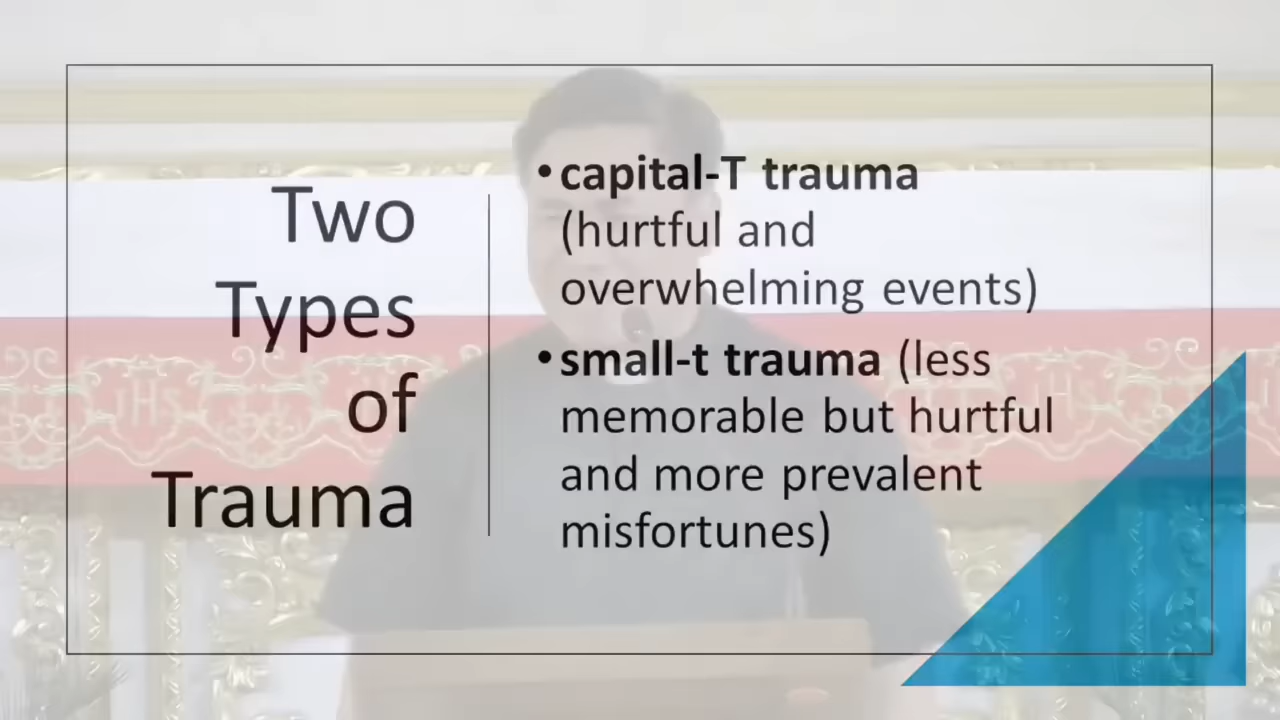 Two
Types
of
Trauma
• capital-T trauma
(hurtful and
overwhelming events)
• small-t trauma (less
memorable but hurtful
and more prevalent
misfortunes)
IHS